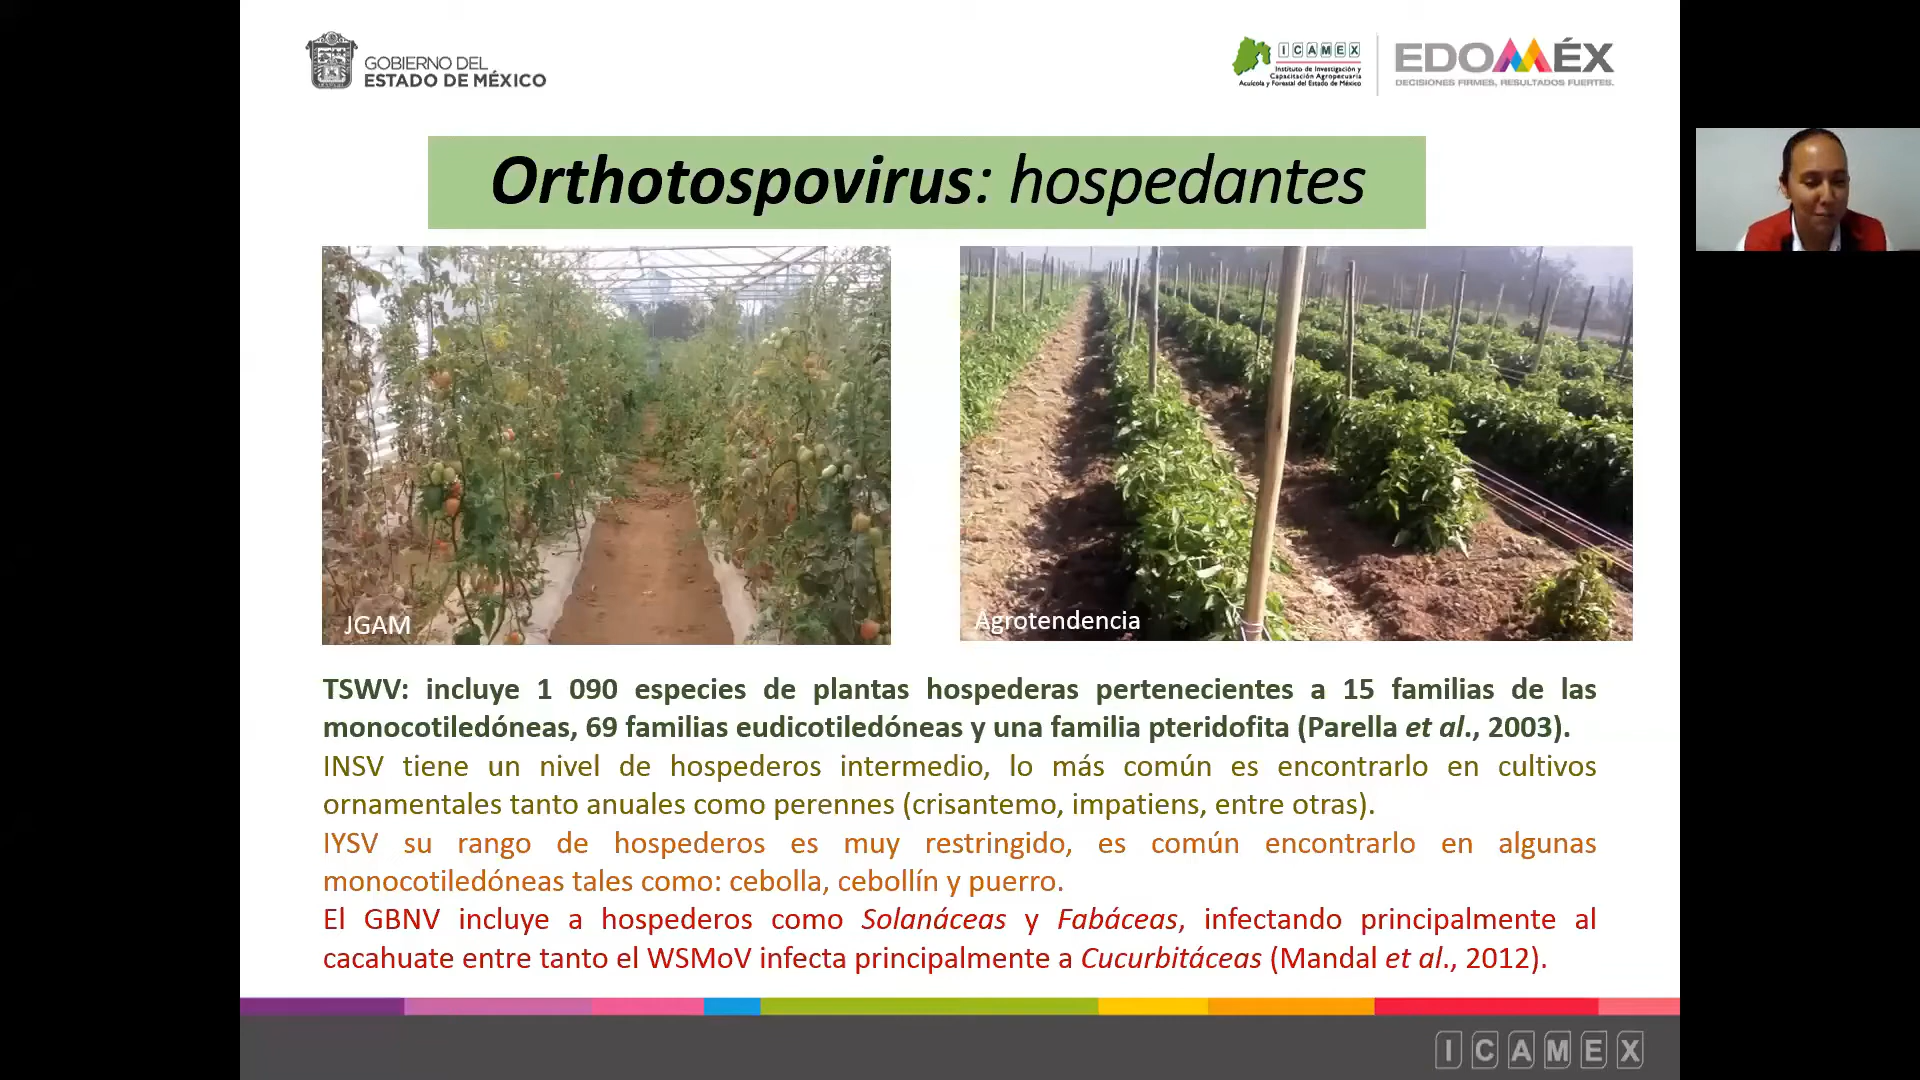 GOBIERNO DEL
ESTADO DE MÉXICO
ICAMEX
Instituto de Investigación y
Capacitación Agropecuaria
Acuícola y Forestal del Estado de México
EDOMÉX
DECISIONES FIRMES, RESULTADOS FUERTES.
Orthotospovirus: hospedantes
JGAM
Agrotendencia
TSWV: incluye 1 090 especies de plantas hospederas pertenecientes a 15 familias de las
monocotiledóneas, 69 familias eudicotiledóneas y una familia pteridofita (Parella et al., 2003).
INSV tiene un nivel de hospederos intermedio, lo más común es encontrarlo en cultivos
ornamentales tanto anuales como perennes (crisantemo, impatiens, entre otras).
IYSV su rango de hospederos es muy restringido, es común encontrarlo en algunas
monocotiledóneas tales como: cebolla, cebollín y puerro.
El GBNV incluye a hospederos como Solanáceas y Fabáceas, infectando principalmente al
cacahuate entre tanto el WSMoV infecta principalmente a Cucurbitáceas (Mandal et al., 2012).
ICAMEX